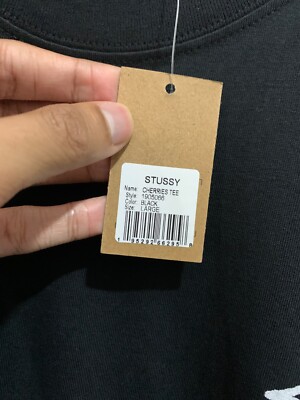 STUSSY
Name: CHERRIES TEE
Style: 1905066
Color: BLACK
Size: LARGE